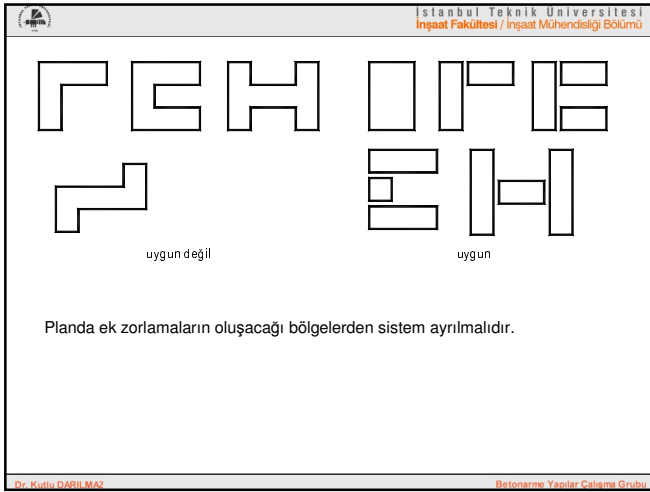 İstanbul Teknik Üniversitesi
İnşaat Fakültesi / İnşaat Mühendisliği Bölümü
uygun değil
uygun
Planda ek zorlamaların oluşacağı bölgelerden sistem ayrılmalıdır.
Dr. Kutlu DARILMAZ
Betonarme Yapılar Çalışma Grubu